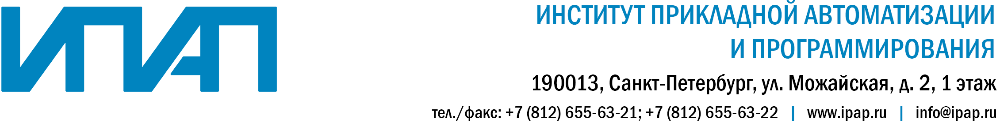 ИПАП
ИНСТИТУТ ПРИКЛАДНОЙ АВТОМАТИЗАЦИИ
И ПРОГРАММИРОВАНИЯ
190013, Санкт-Петербург, ул. Можайская, д. 2, 1 этаж
тел./факс: +7 (812) 655-63-21; +7 (812) 655-63-22 | www.ipap.ru | info@ipap.ru